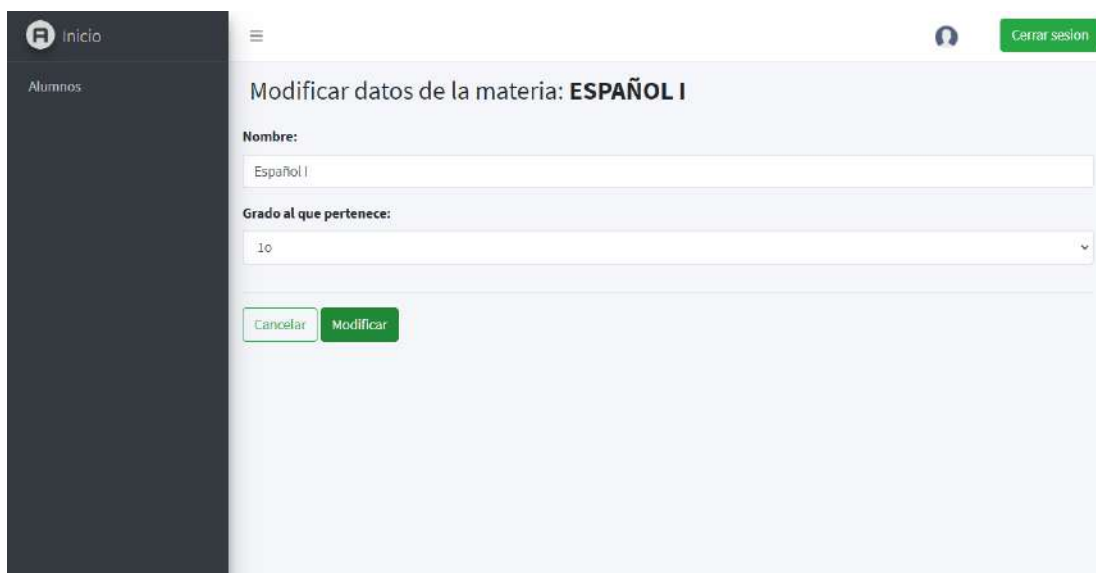 Inicio
Cerrar sesion
Alumnos
Modificar datos de la materia: ESPAÑOL I
Nombre:
Español I
Grado al que pertenece:
1o
Cancelar Modificar